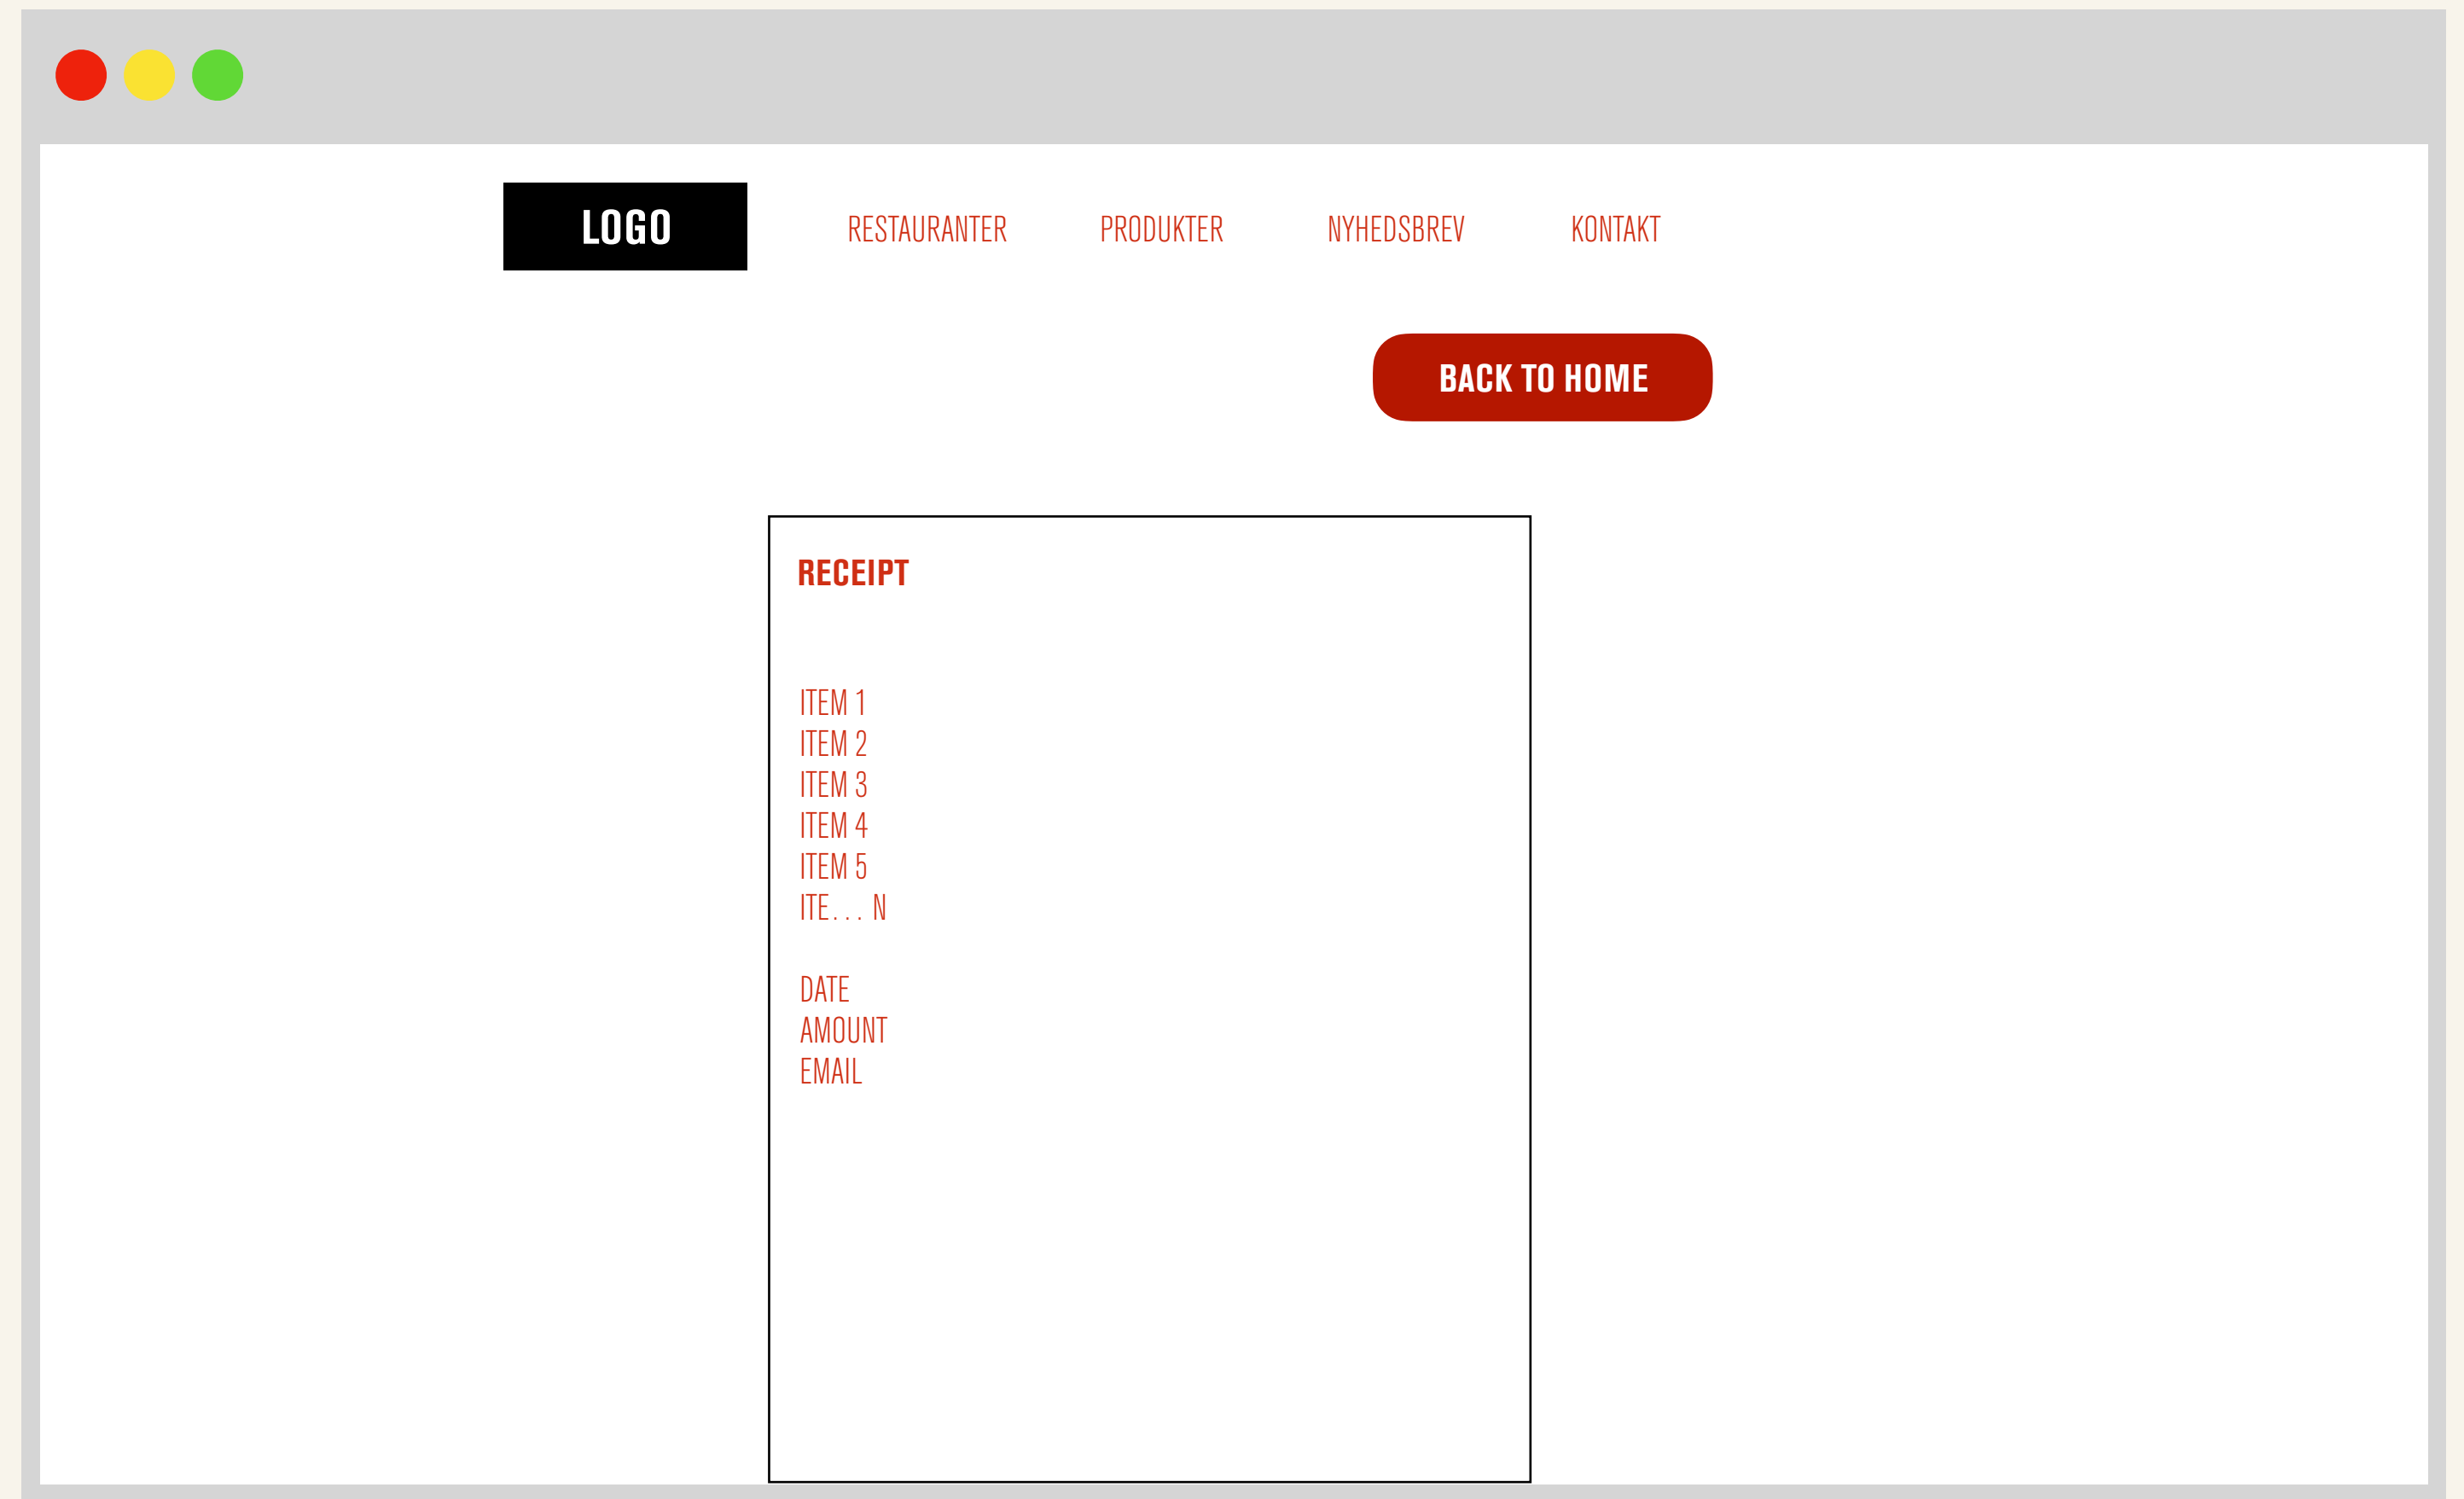 LOGO RESTAURANTER PRODUKTER NYHEDSBREV KONTAKT
BACK TO HOME
RECEIPT
ITEM 1
ITEM 2
ITEM 3
ITEM 4
ITEM 5
ITE... N
DATE
AMOUNT
EMAIL